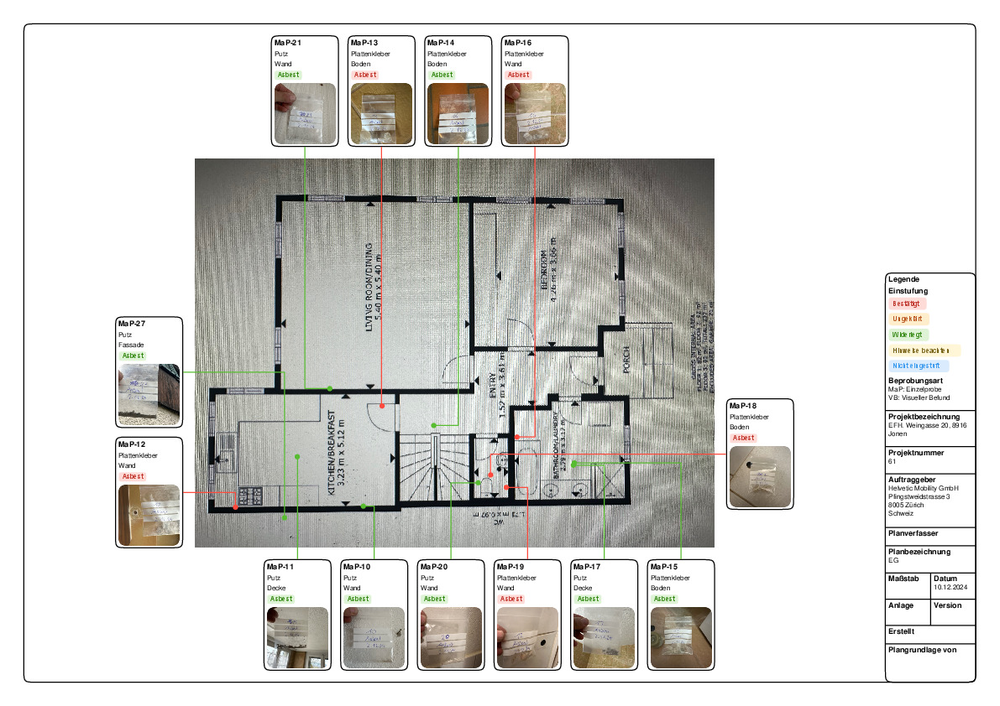 MaP-21
Putz
Wand
Asbest
MaP-13
Plattenkleber
Boden
Asbest
MaP-14
Plattenkleber
Boden
Asbest
MaP-16
Plattenkleber
Wand
Asbest
MaP-27
Putz
Fassade
Asbest
MaP-12
Plattenkleber
Wand
Asbest
LIVING ROOM/DINING
5.40 m x 5.40 m
BEDROOM
4.26 m x 3.66 m
ENTRY
1.52 m x 3.61 m
PORCH
KITCHEN/BREAKFAST
3.23 m x 5.12 m
BATHROOM/LAUNDRY
WC
MaP-18
Plattenkleber
Boden
Asbest
MaP-11
Putz
Decke
Asbest
MaP-10
Putz
Wand
Asbest
MaP-20
Putz
Wand
Asbest
MaP-19
Plattenkleber
Wand
Asbest
MaP-17
Putz
Decke
Asbest
MaP-15
Plattenkleber
Boden
Asbest
Legende
Einstufung
Bestätigt
Ungeklärt
Widerlegt
Hinweise beachten
Nicht eingestuft
Beprobungsart
MaP: Einzelprobe
VB: Visueller Befund
Projektbezeichnung
EFH. Weingasse 20, 8916
Jonen
Projektnummer
61
Auftraggeber
Helvetic Mobility GmbH
Pfingstweidstrasse 3
8005 Zürich
Schweiz
Planverfasser
Planbezeichnung
EG
Maßstab
Datum
10.12.2024
Anlage
Version
Erstellt
Plangrundlage von